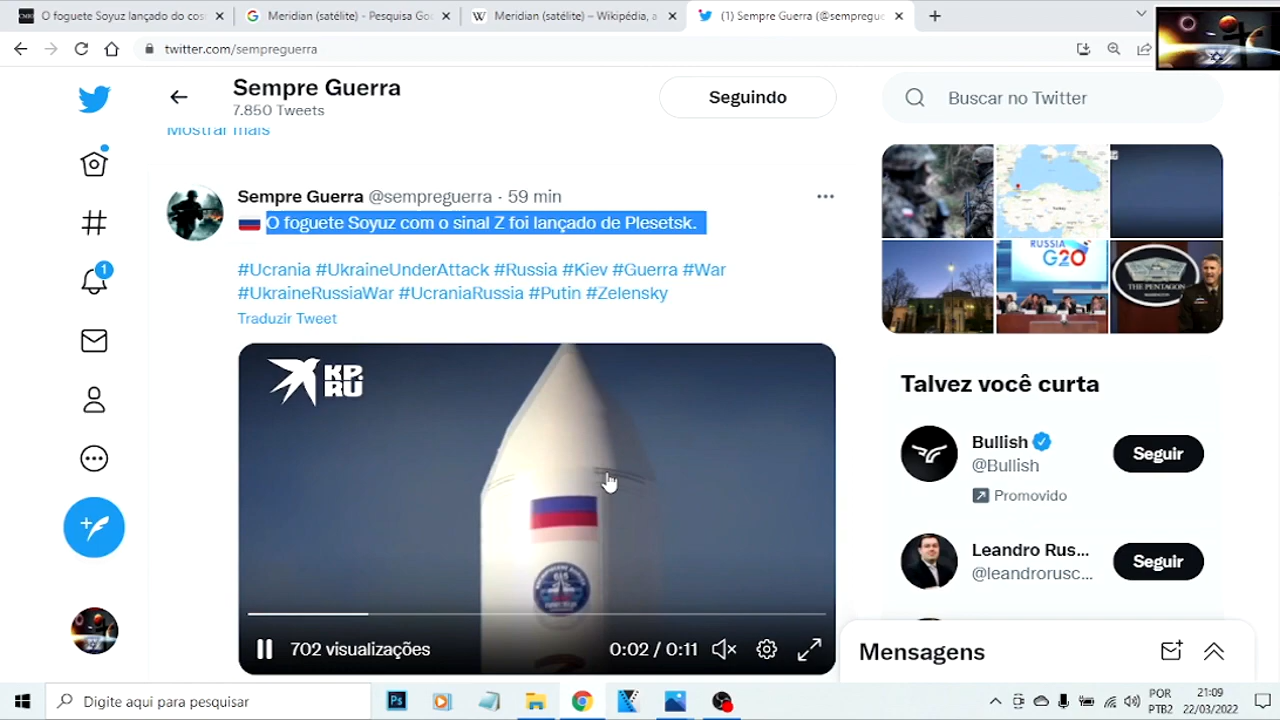 O foguete Soyuz lançado do cos
Meridian (satélite) - Pesquisa Go
Meridian (satélite) – Wikipédia, a
(1) Sempre Guerra (@sempregue
twitter.com/sempreguerra
Sempre Guerra
7.850 Tweets
Seguindo
Buscar no Twitter
Mostrar mais
Sempre Guerra @sempreguerra · 59 min
O foguete Soyuz com o sinal Z foi lançado de Plesetsk.
#Ucrania #UkraineUnderAttack #Russia #Kiev #Guerra #War
#UkraineRussiaWar #UcraniaRussia #Putin #Zelensky
Traduzir Tweet
KP.
RU
702 visualizações
0:02 / 0:11
RUSSIA
G20
THE PENTAGON
Talvez você curta
Bullish
@Bullish
Promovido
Seguir
Leandro Rus...
@leandrorusc...
Seguir
Mensagens
1
Digite aqui para pesquisar
Ps
POR
PTB2
21:09
22/03/2022